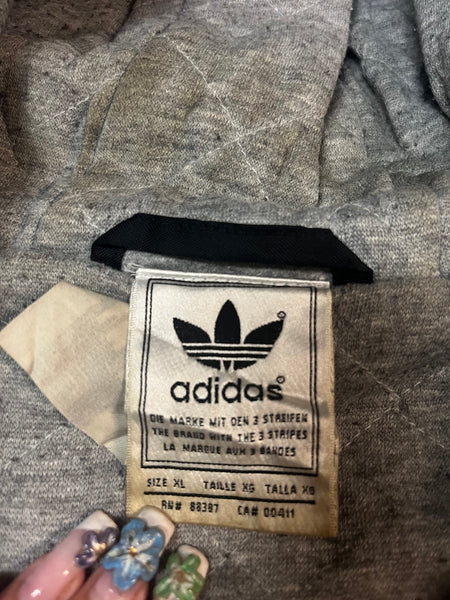 adidas®
DIE MARKE MIT DEN 3 STREIFEN
THE BRAND WITH THE 3 STRIPES
LA MARQUE AUX 3 BANDES
SIZE XL TAILLE XG TALLA XG
RN# 88387 CA# 00411